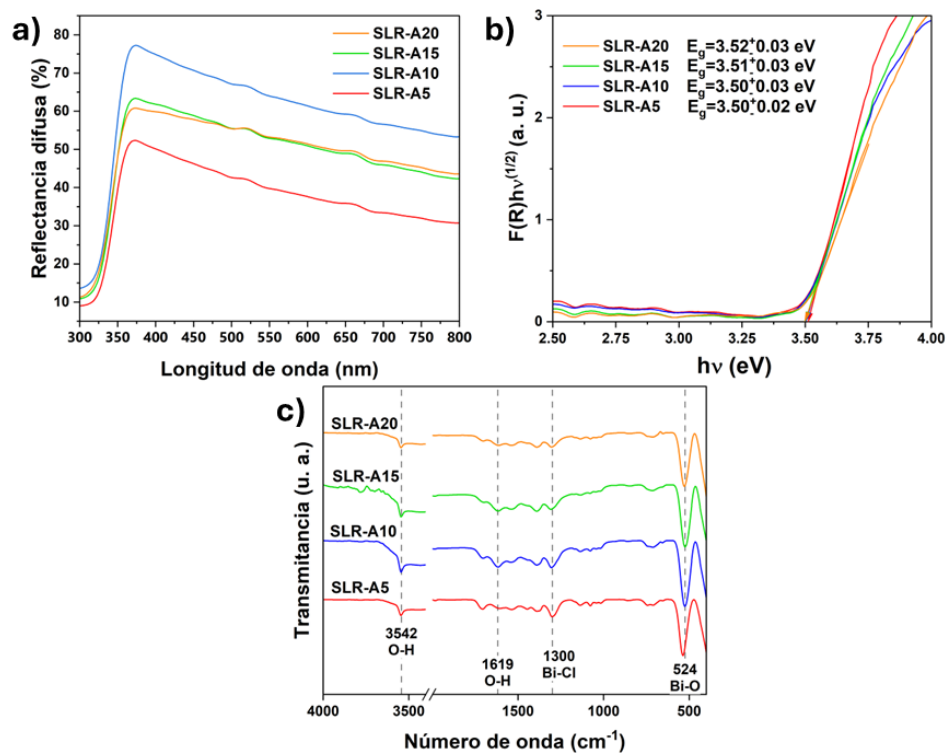 a)
SLR-A20
SLR-A15
SLR-A10
SLR-A5
Reflectancia difusa (%)
80
70
60
50
40
30
20
10
300 350 400 450 500 550 600 650 700 750 800
Longitud de onda (nm)
b)
SLR-A20 E_g=3.52±0.03 eV
SLR-A15 E_g=3.51±0.03 eV
SLR-A10 E_g=3.50±0.03 eV
SLR-A5 E_g=3.50±0.02 eV
F(R)hν^(1/2) (a. u.)
3
2
1
0
2.50 2.75 3.00 3.25 3.50 3.75 4.00
hν (eV)
c)
Transmitancia (u. a.)
SLR-A20
SLR-A15
SLR-A10
SLR-A5
3542
O-H
1619
O-H
1300
Bi-Cl
524
Bi-O
4000 3500 1500 1000 500
Número de onda (cm⁻¹)